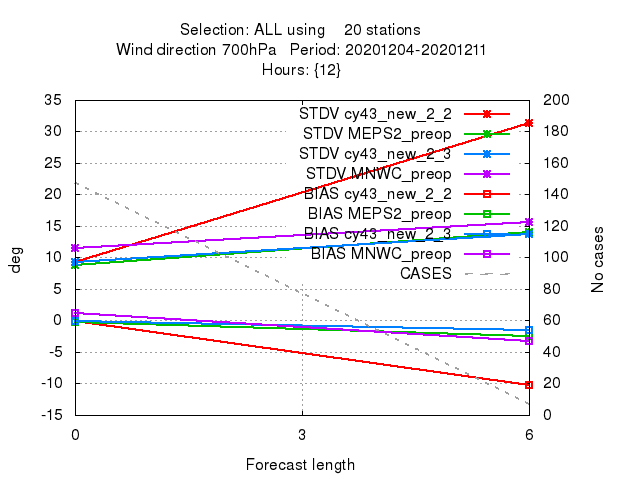 Selection: ALL using 20 stations
Wind direction 700hPa Period: 20201204-20201211
Hours: {12}
35 200
30 180
25 160
20 140
15 120
10 100
5 80
0 60
-5 40
-10 20
-15 0
STDV cy43_new_2_2
STDV MEPS2_preop
STDV cy43_new_2_3
STDV MNWC_preop
BIAS cy43_new_2_2
BIAS MEPS2_preop
BIAS cy43_new_2_3
BIAS MNWC_preop
CASES
deg
No cases
0 3 6
Forecast length